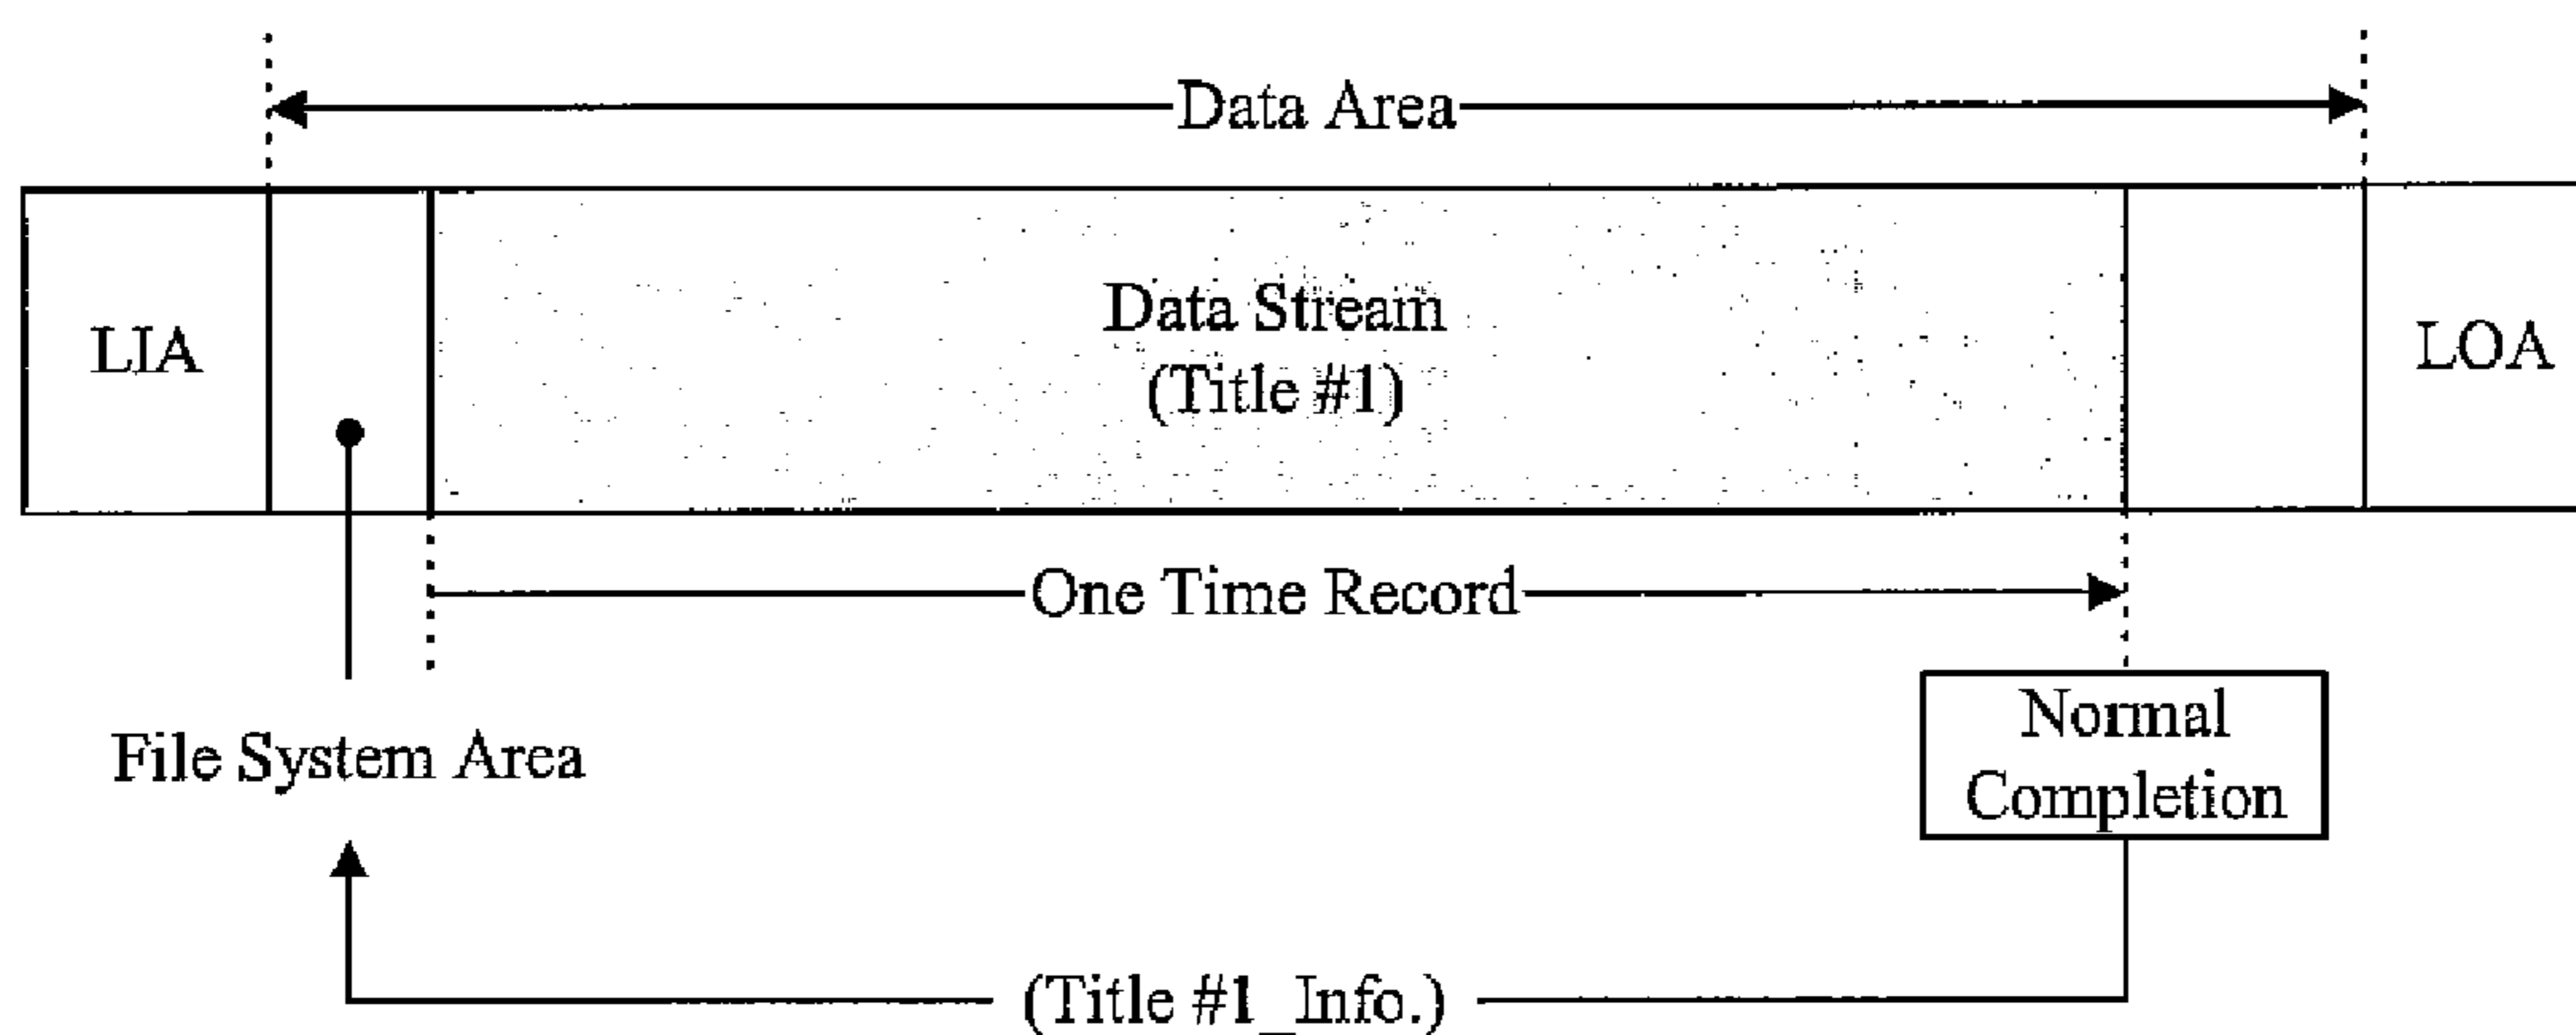 Data Area
LIA
Data Stream
(Title #1)
LOA
One Time Record
File System Area
Normal
Completion
(Title #1_Info.)